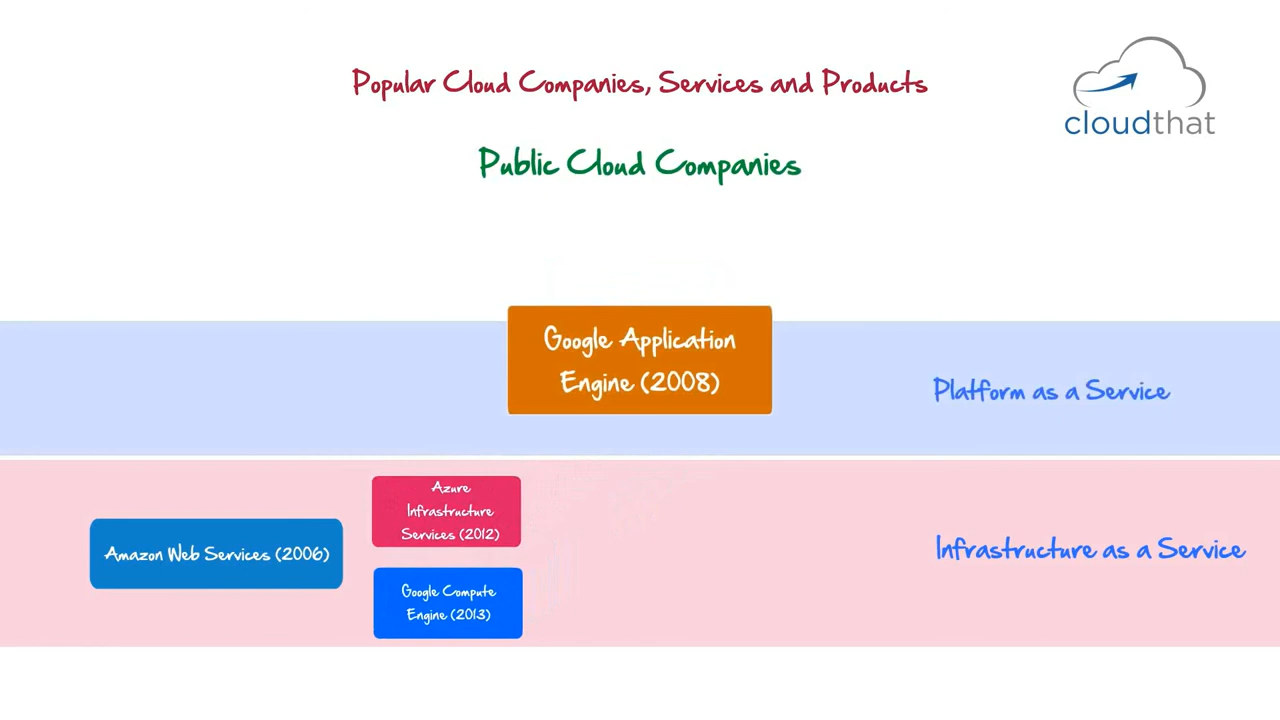 Popular Cloud Companies, Services and Products
cloudthat
Public Cloud Companies
Google Application
Engine (2008)
Platform as a Service
Azure
Infrastructure
Services (2012)
Amazon Web Services (2006)
Infrastructure as a Service
Google Compute
Engine (2013)